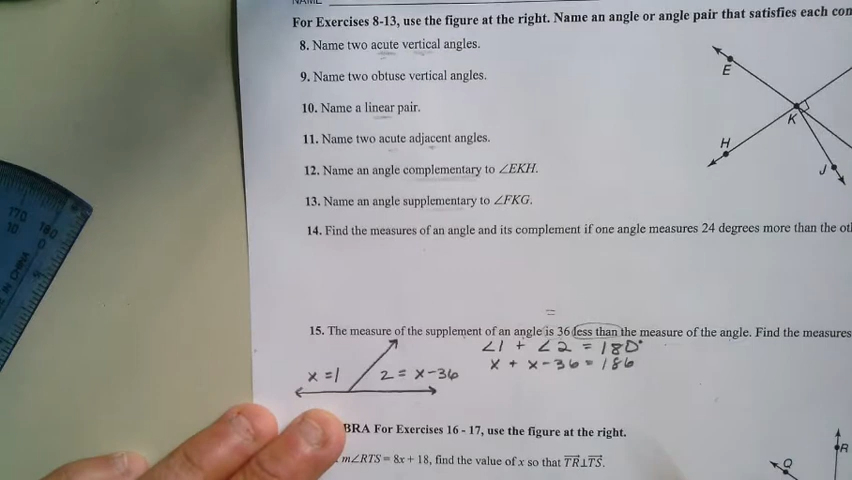 NAME
For Exercises 8-13, use the figure at the right. Name an angle or angle pair that satisfies each con
8. Name two acute vertical angles.
9. Name two obtuse vertical angles.
10. Name a linear pair.
11. Name two acute adjacent angles.
12. Name an angle complementary to ∠EKH.
13. Name an angle supplementary to ∠FKG.
E
K
H
J
14. Find the measures of an angle and its complement if one angle measures 24 degrees more than the oth
=
15. The measure of the supplement of an angle is 36 less than the measure of the angle. Find the measures
∠1 + ∠2 = 180°
x + x-36 = 186
x =1 2 = x-36
BRA For Exercises 16 - 17, use the figure at the right.
m∠RTS = 8x + 18, find the value of x so that TR⊥TS.
R
Q
170 180
10 0
E IN CHINA